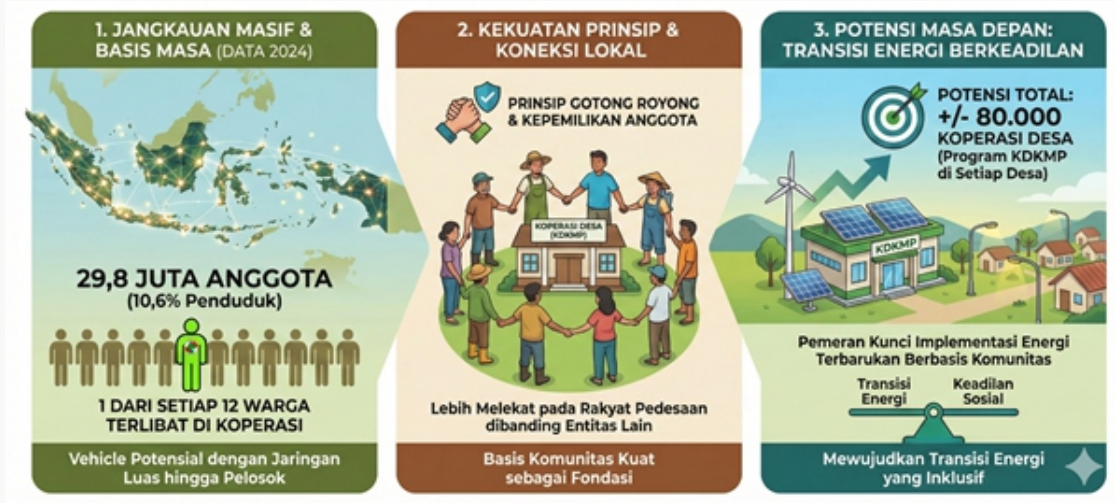 1. JANGKAUAN MASIF &
BASIS MASA (DATA 2024)
29,8 JUTA ANGGOTA
(10,6% Penduduk)
1 DARI SETIAP 12 WARGA
TERLIBAT DI KOPERASI
Vehicle Potensial dengan Jaringan
Luas hingga Pelosok
2. KEKUATAN PRINSIP &
KONEKSI LOKAL
PRINSIP GOTONG ROYONG
& KEPEMILIKAN ANGGOTA
KOPERASI DESA
(KDKMP)
Lebih Melekat pada Rakyat Pedesaan
dibanding Entitas Lain
Basis Komunitas Kuat
sebagai Fondasi
3. POTENSI MASA DEPAN:
TRANSISI ENERGI BERKEADILAN
POTENSI TOTAL:
+/- 80.000
KOPERASI DESA
(Program KDKMP
di Setiap Desa)
KDKMP
Pemeran Kunci Implementasi Energi
Terbarukan Berbasis Komunitas
Transisi
Energi
Keadilan
Sosial
Mewujudkan Transisi Energi
yang Inklusif